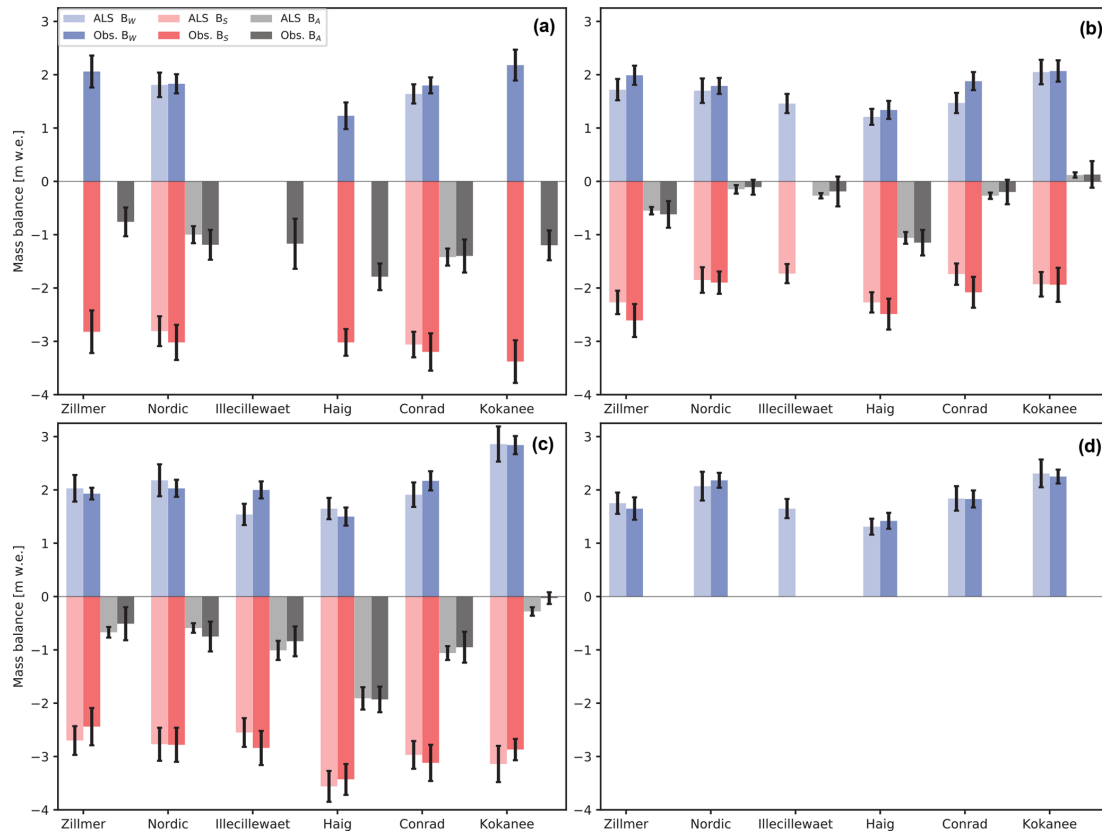 3
ALS B_W
ALS B_S
ALS B_A
Obs. B_W
Obs. B_S
Obs. B_A
(a)
2
1
0
−1
−2
−3
−4
Mass balance [m w.e.]
Zillmer Nordic Illecillewaet Haig Conrad Kokanee
(b)
3
2
1
0
−1
−2
−3
−4
Zillmer Nordic Illecillewaet Haig Conrad Kokanee
(c)
3
2
1
0
−1
−2
−3
−4
Mass balance [m w.e.]
Zillmer Nordic Illecillewaet Haig Conrad Kokanee
(d)
3
2
1
0
−1
−2
−3
−4
Zillmer Nordic Illecillewaet Haig Conrad Kokanee